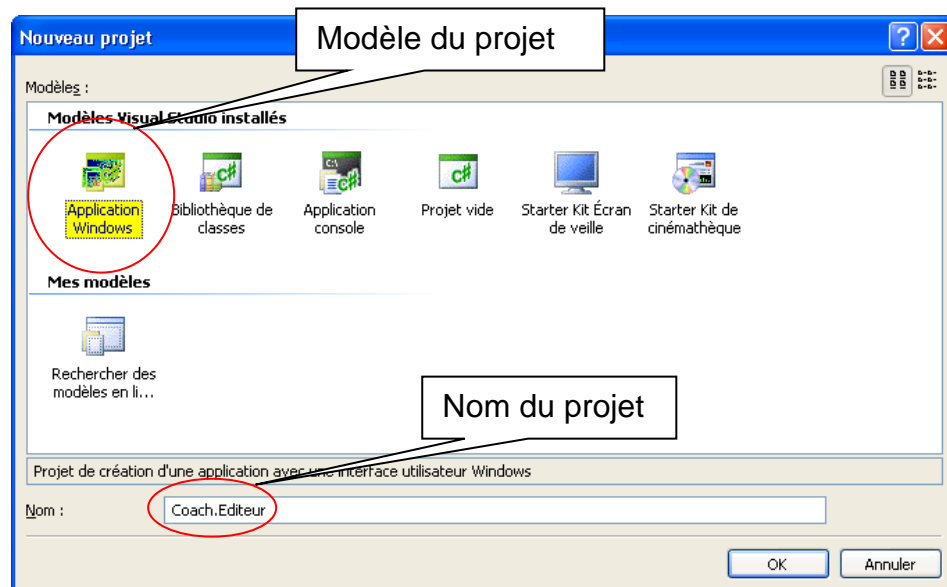 Nouveau projet
Modèle du projet
Modèles :
Modèles Visual Studio installés
Application Windows
Bibliothèque de classes
Application console
Projet vide
Starter Kit Écran de veille
Starter Kit de cinémathèque
Mes modèles
Rechercher des modèles en li...
Nom du projet
Projet de création d'une application avec une interface utilisateur Windows
Nom :
Coach.Editeur
OK
Annuler